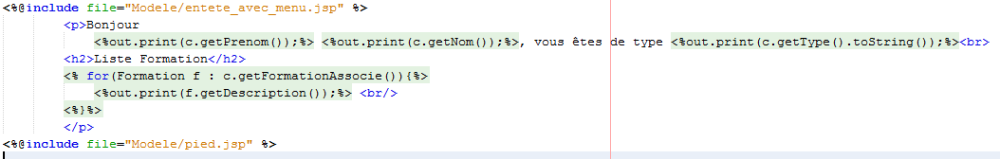 <%@include file="Modele/entete_avec_menu.jsp" %>
<p>Bonjour
<%out.print(c.getPrenom());%> <%out.print(c.getNom());%>, vous êtes de type <%out.print(c.getType().toString());%><br>
<h2>Liste Formation</h2>
<% for(Formation f : c.getFormationAssocie()){%>
<%out.print(f.getDescription());%> <br/>
<%}%>
</p>
<%@include file="Modele/pied.jsp" %>